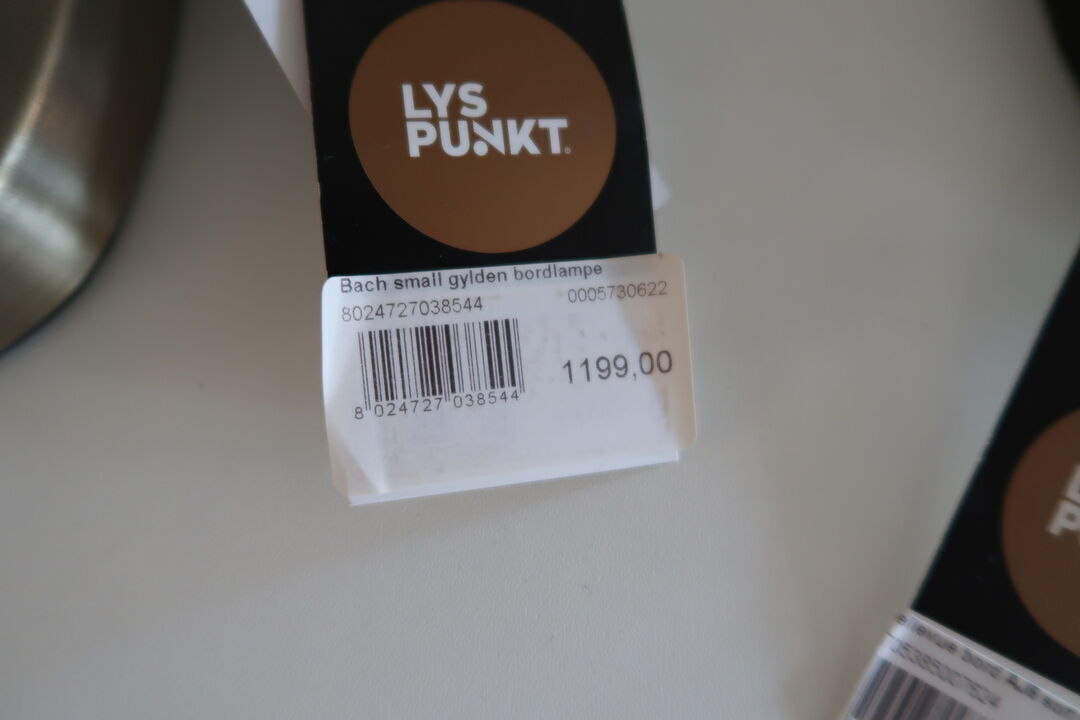 LYS
PUNKT.
Bach small gylden bordlampe
8024727038544
0005730622
1199,00
8 024727 038544